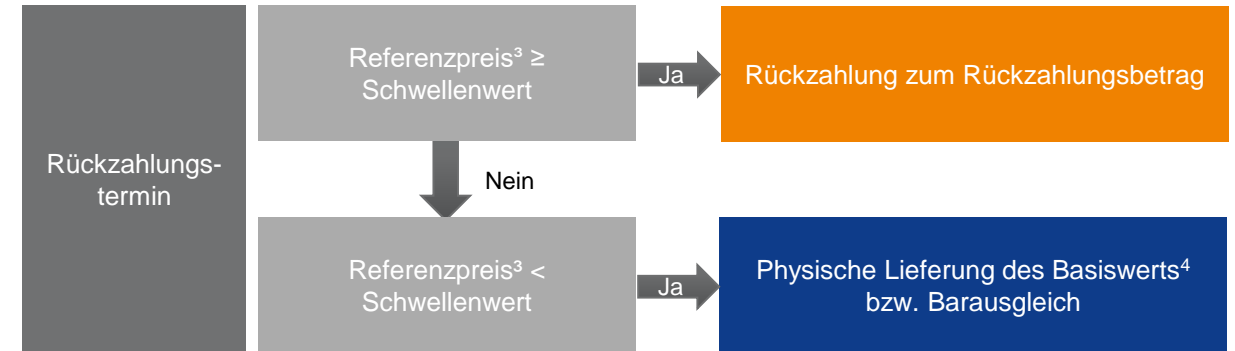 Rückzahlungs-
termin
Referenzpreis³ ≥
Schwellenwert
Ja
Rückzahlung zum Rückzahlungsbetrag
Nein
Referenzpreis³ <
Schwellenwert
Ja
Physische Lieferung des Basiswerts⁴
bzw. Barausgleich